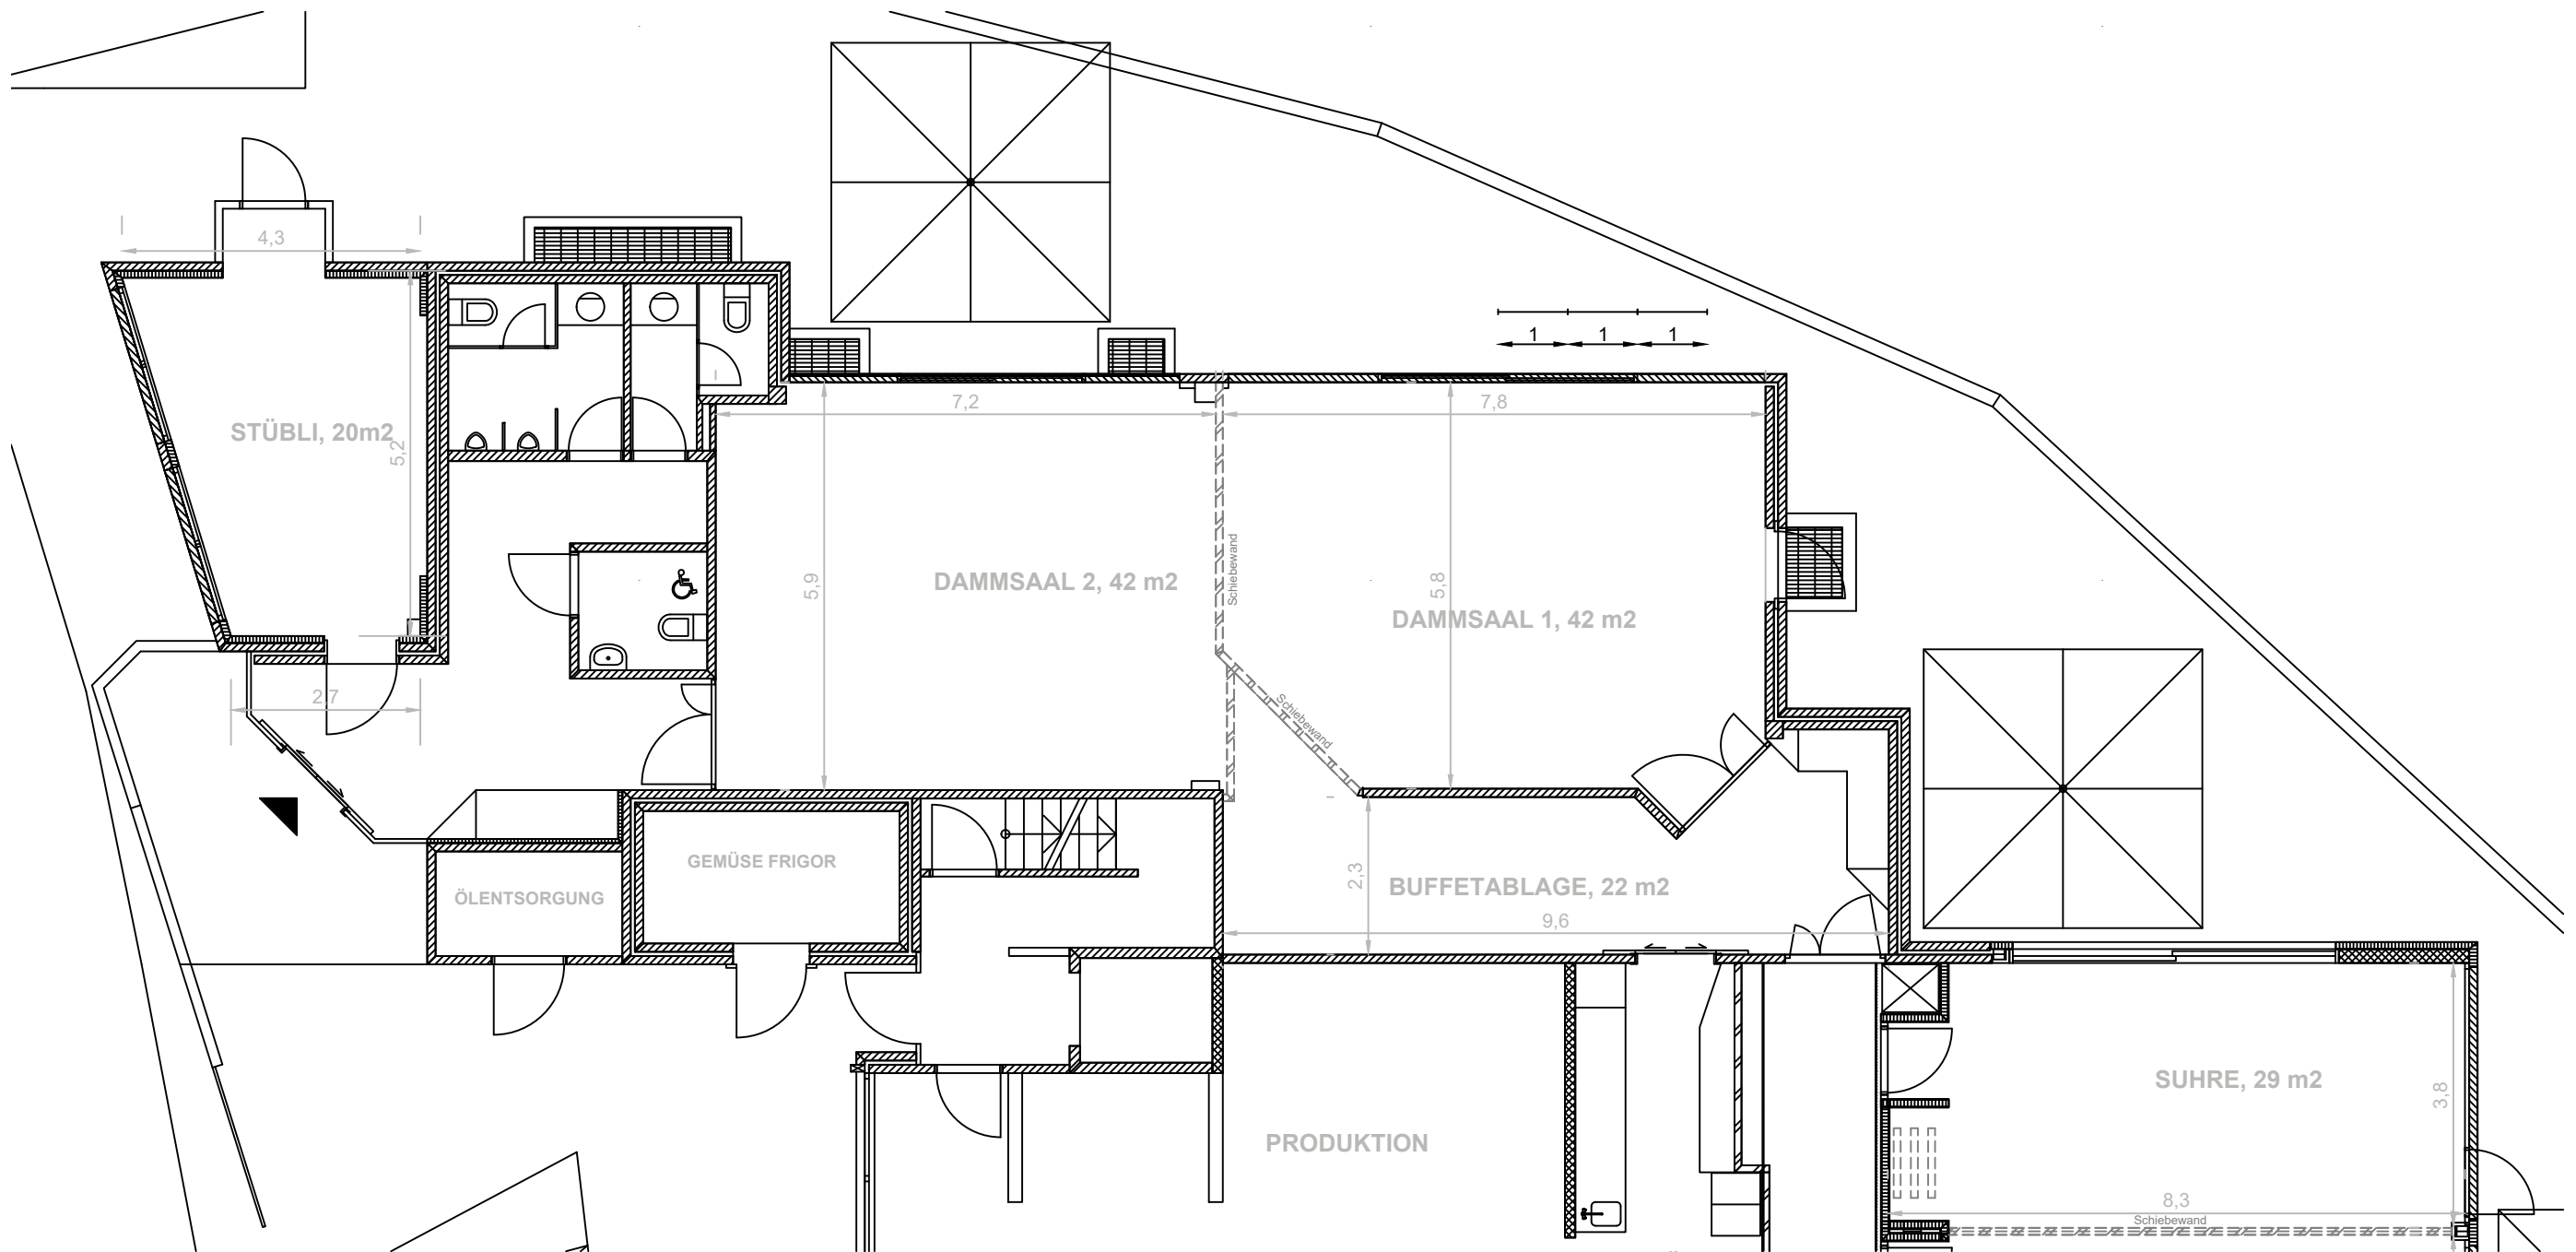 4,3
1 1 1
7,2
7,8
STÜBLI, 20m2
5,2
Schiebewand
DAMMSAAL 2, 42 m2
5,9
5,8
DAMMSAAL 1, 42 m2
2,7
Schiebewand
GEMÜSE FRIGOR
ÖLENTSORGUNG
2,3
BUFFETABLAGE, 22 m2
9,6
SUHRE, 29 m2
3,8
PRODUKTION
8,3
Schiebewand